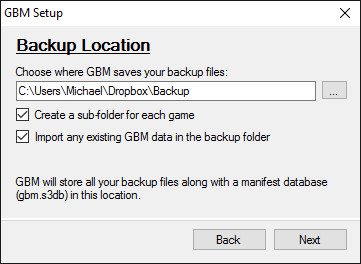 GBM Setup
Backup Location
Choose where GBM saves your backup files:
C:\Users\Michael\Dropbox\Backup
...
Create a sub-folder for each game
Import any existing GBM data in the backup folder
GBM will store all your backup files along with a manifest database
(gbm.s3db) in this location.
Back
Next